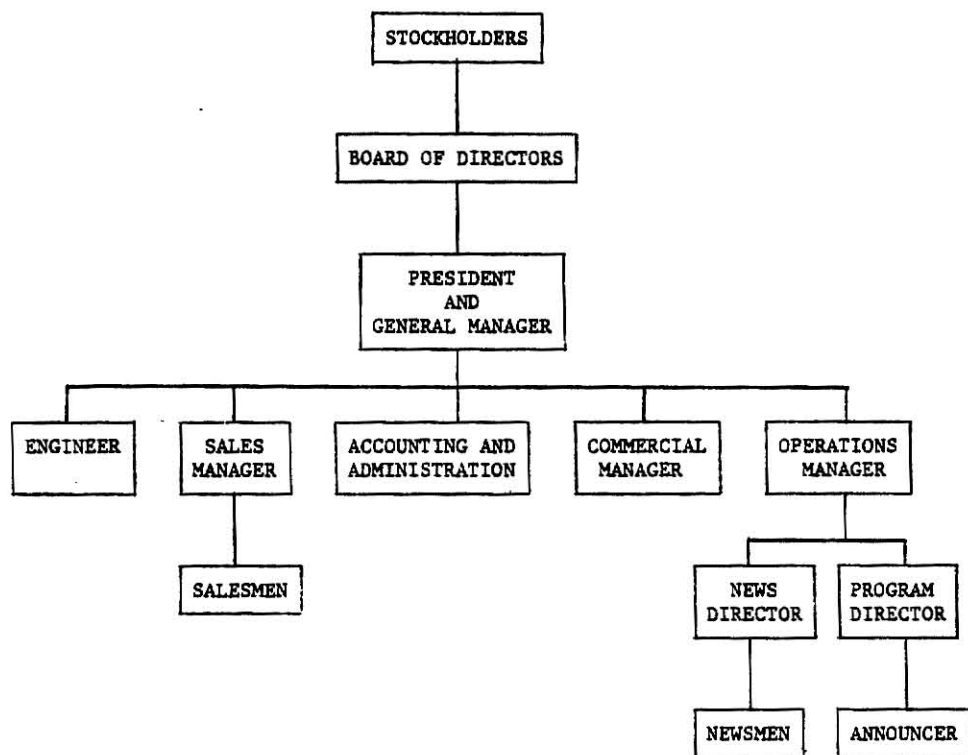 STOCKHOLDERS
BOARD OF DIRECTORS
PRESIDENT
AND
GENERAL MANAGER
ENGINEER
SALES
MANAGER
ACCOUNTING AND
ADMINISTRATION
COMMERCIAL
MANAGER
OPERATIONS
MANAGER
SALESMEN
NEWS
DIRECTOR
PROGRAM
DIRECTOR
NEWSMEN
ANNOUNCER